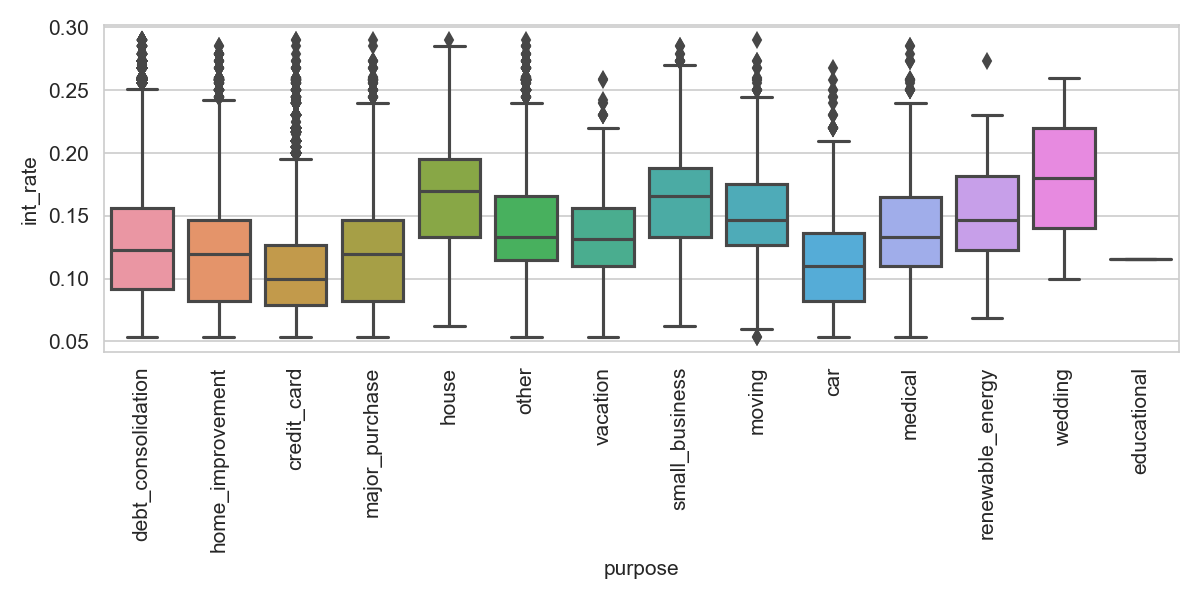 0.30
0.25
0.20
0.15
0.10
0.05
int_rate
debt_consolidation
home_improvement
credit_card
major_purchase
house
other
vacation
small_business
moving
car
medical
renewable_energy
wedding
educational
purpose